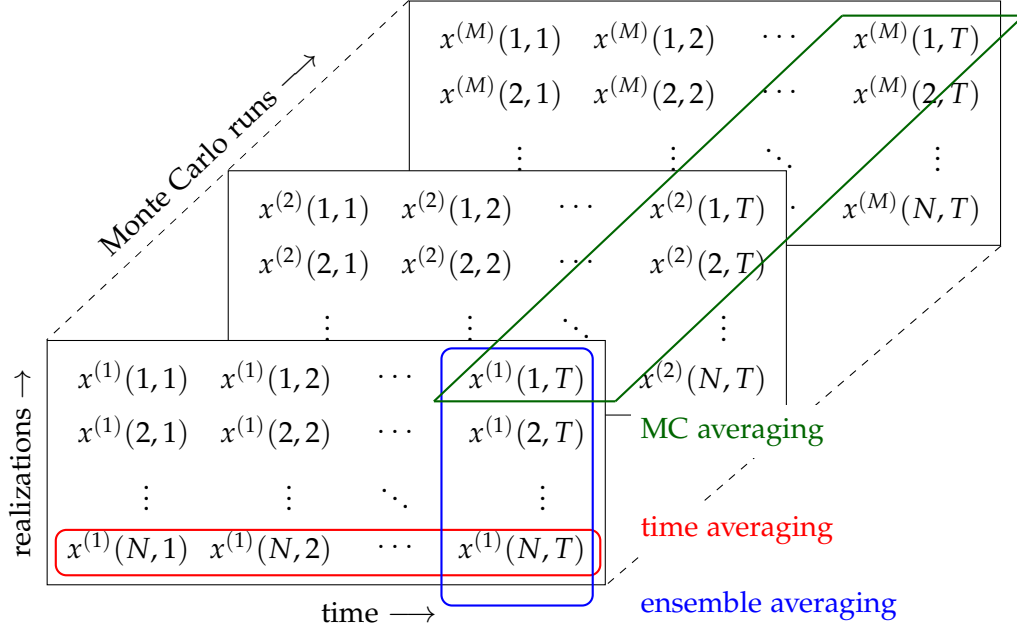 x^{(M)}(1, 1) x^{(M)}(1, 2) ⋯ x^{(M)}(1, T)
x^{(M)}(2, 1) x^{(M)}(2, 2) ⋯ x^{(M)}(2, T)
⋮ ⋮ ⋱ ⋮
x^{(M)}(N, T)
Monte Carlo runs ⟶
x^{(2)}(1, 1) x^{(2)}(1, 2) ⋯ x^{(2)}(1, T)
x^{(2)}(2, 1) x^{(2)}(2, 2) ⋯ x^{(2)}(2, T)
⋮ ⋮ ⋱ ⋮
x^{(2)}(N, T)
realizations ⟶
x^{(1)}(1, 1) x^{(1)}(1, 2) ⋯ x^{(1)}(1, T)
x^{(1)}(2, 1) x^{(1)}(2, 2) ⋯ x^{(1)}(2, T)
⋮ ⋮ ⋱ ⋮
x^{(1)}(N, 1) x^{(1)}(N, 2) ⋯ x^{(1)}(N, T)
time ⟶
MC averaging
time averaging
ensemble averaging